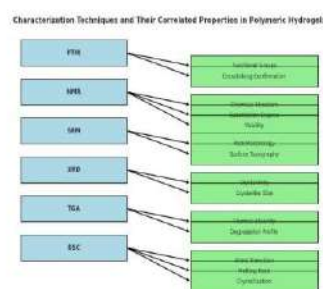 Characterization Techniques and Their Correlated Properties in Polymeric Hydrogel
FTIR
Functional Groups
Crosslinking Confirmation
NMR
Chemical Structure
Substitution Degree
Mobility
SEM
Surface Topography
XRD
Crystallinity
Crystallite Size
TGA
Thermal Stability
Degradation Profile
DSC
Glass Transition
Melting Point
Crystallization